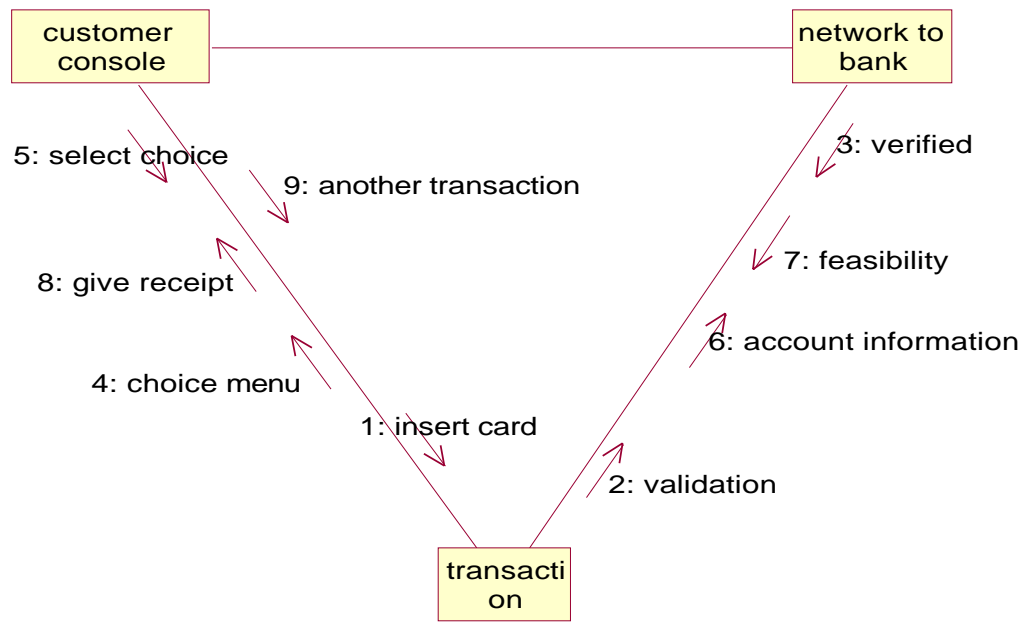 customer
console
network to
bank
3: verified
5: select choice
9: another transaction
7: feasibility
8: give receipt
6: account information
4: choice menu
1: insert card
2: validation
transacti
on